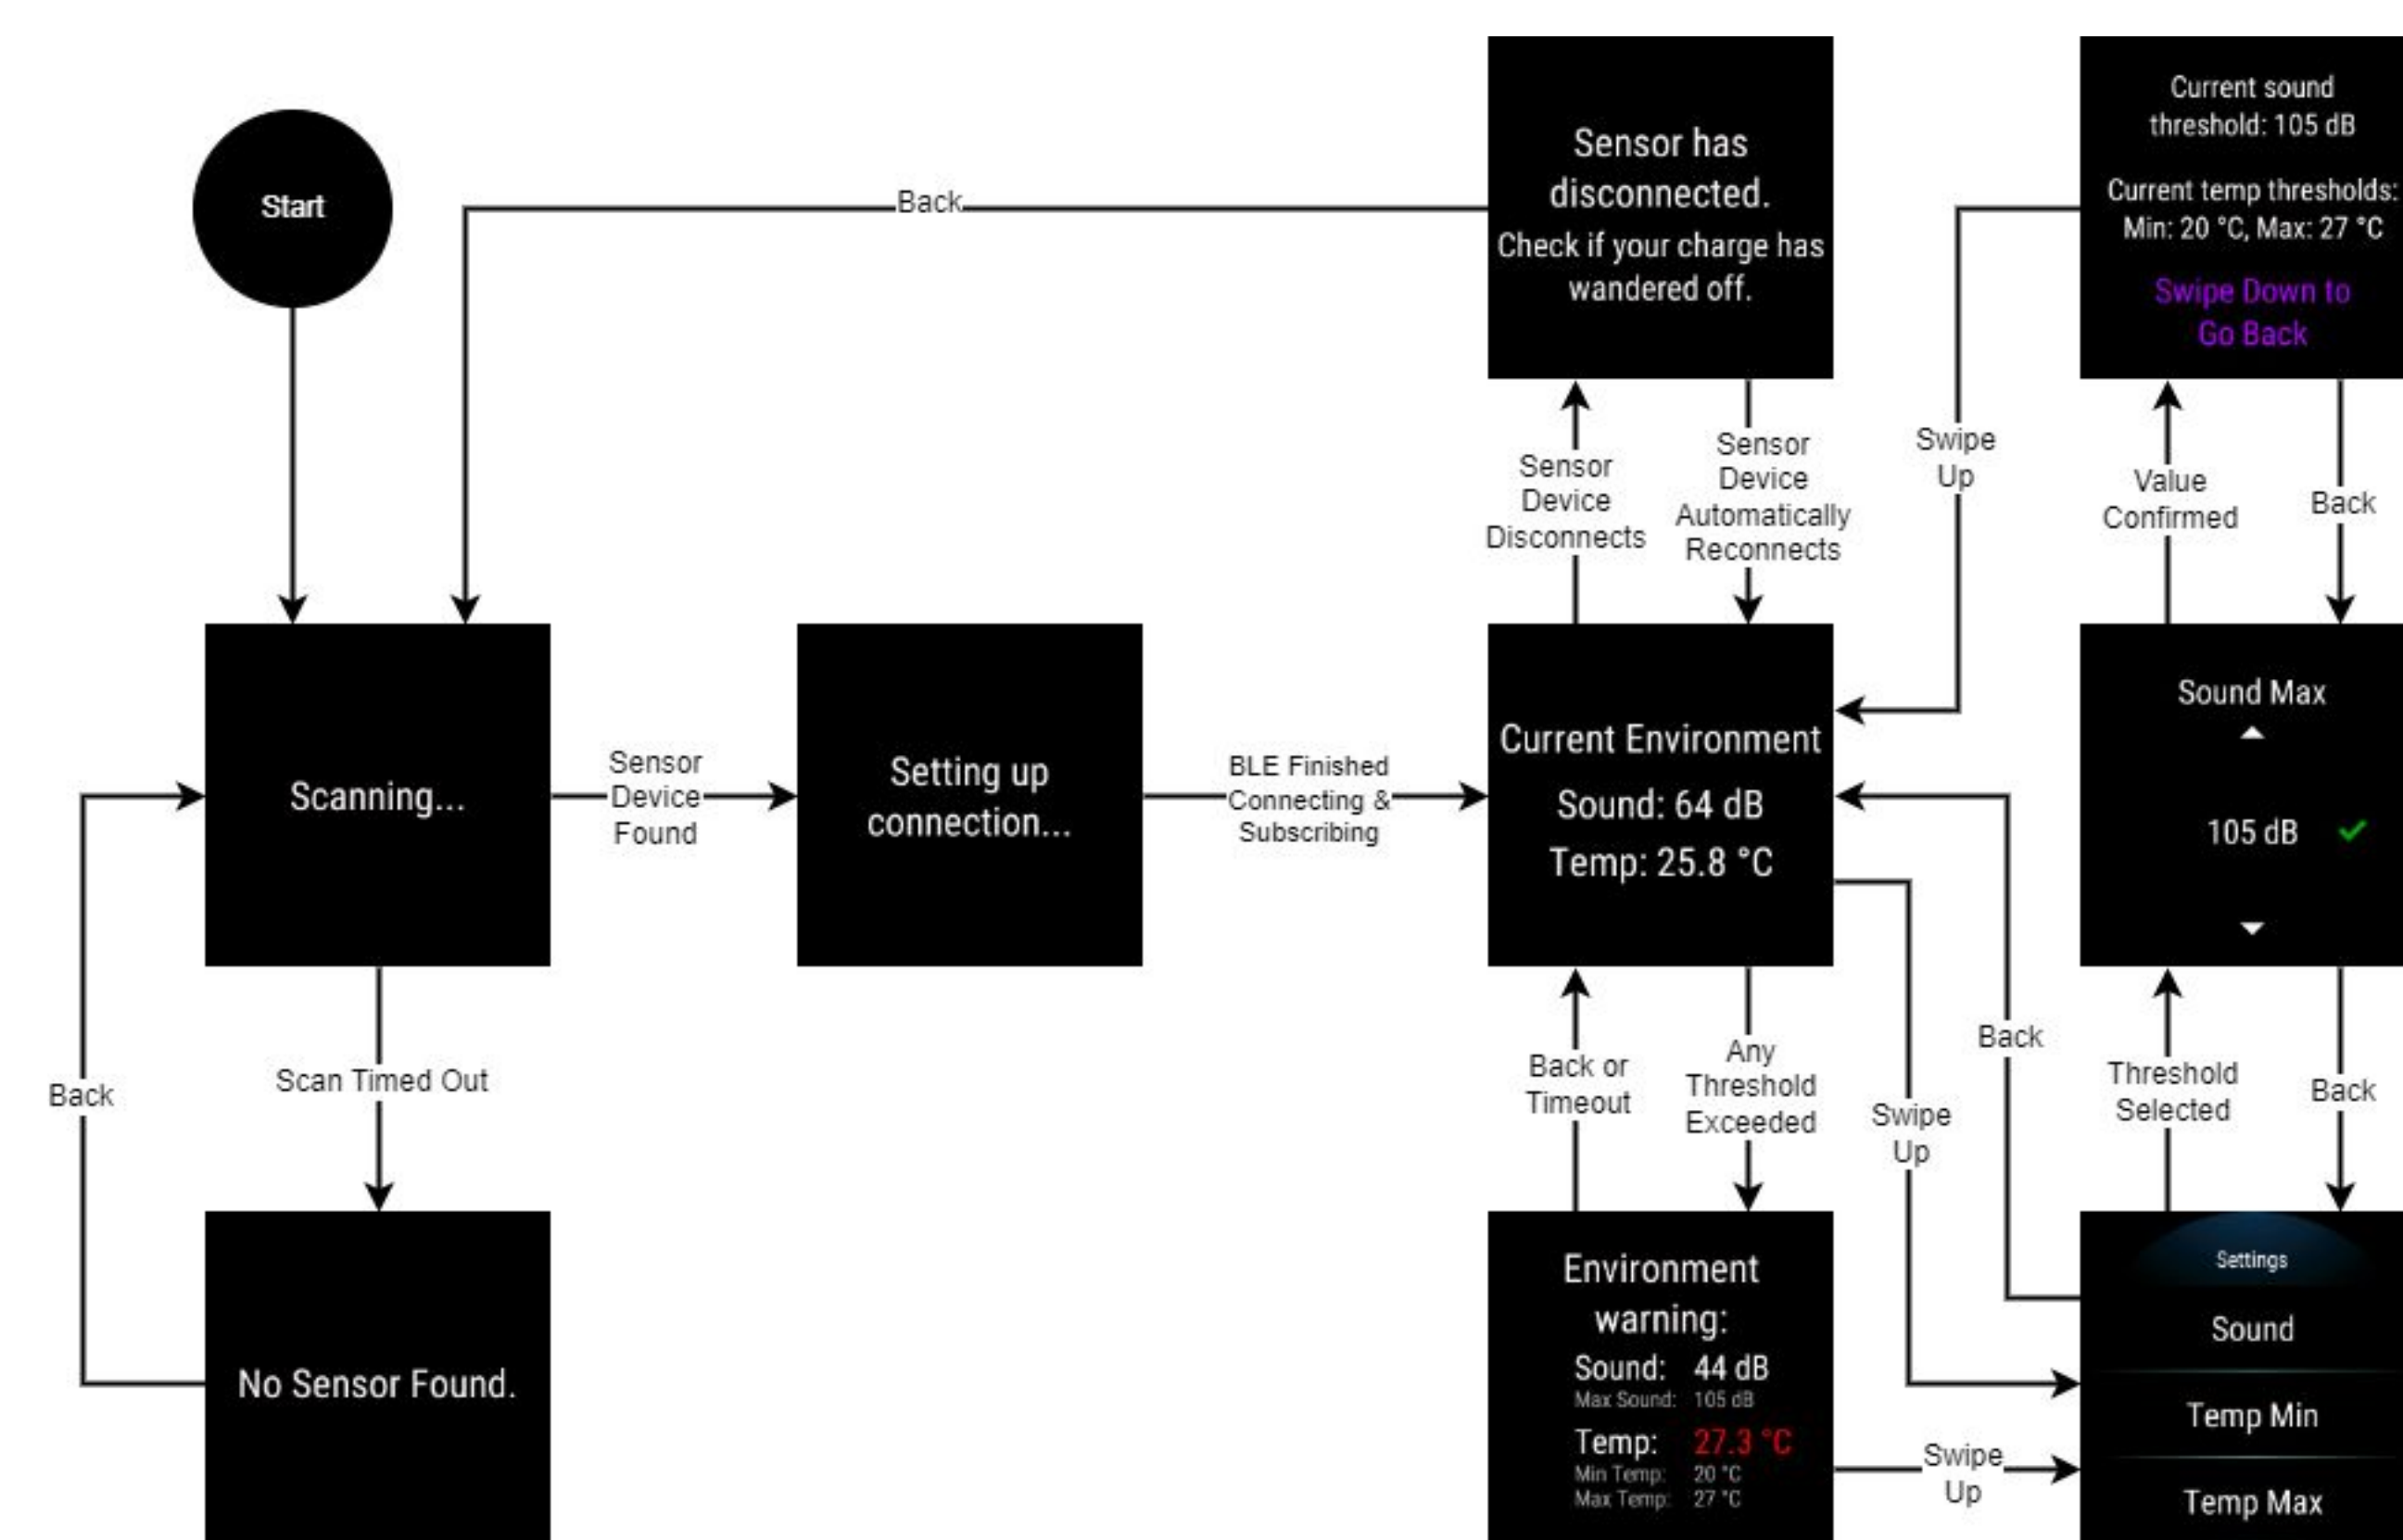 Start
Back
Sensor has
disconnected.
Check if your charge has
wandered off.
Current sound
threshold: 105 dB
Current temp thresholds:
Min: 20 °C, Max: 27 °C
Swipe Down to
Go Back
Sensor
Device
Disconnects
Sensor
Device
Automatically
Reconnects
Swipe
Up
Value
Confirmed
Back
Scanning...
Sensor
Device
Found
Setting up
connection...
BLE Finished
Connecting &
Subscribing
Current Environment
Sound: 64 dB
Temp: 25.8 °C
Sound Max
105 dB
Back
Scan Timed Out
Back or
Timeout
Any
Threshold
Exceeded
Swipe
Up
Back
Threshold
Selected
Back
No Sensor Found.
Environment
warning:
Sound: 44 dB
Max Sound: 105 dB
Temp: 27.3 °C
Min Temp: 20 °C
Max Temp: 27 °C
Swipe
Up
Settings
Sound
Temp Min
Temp Max